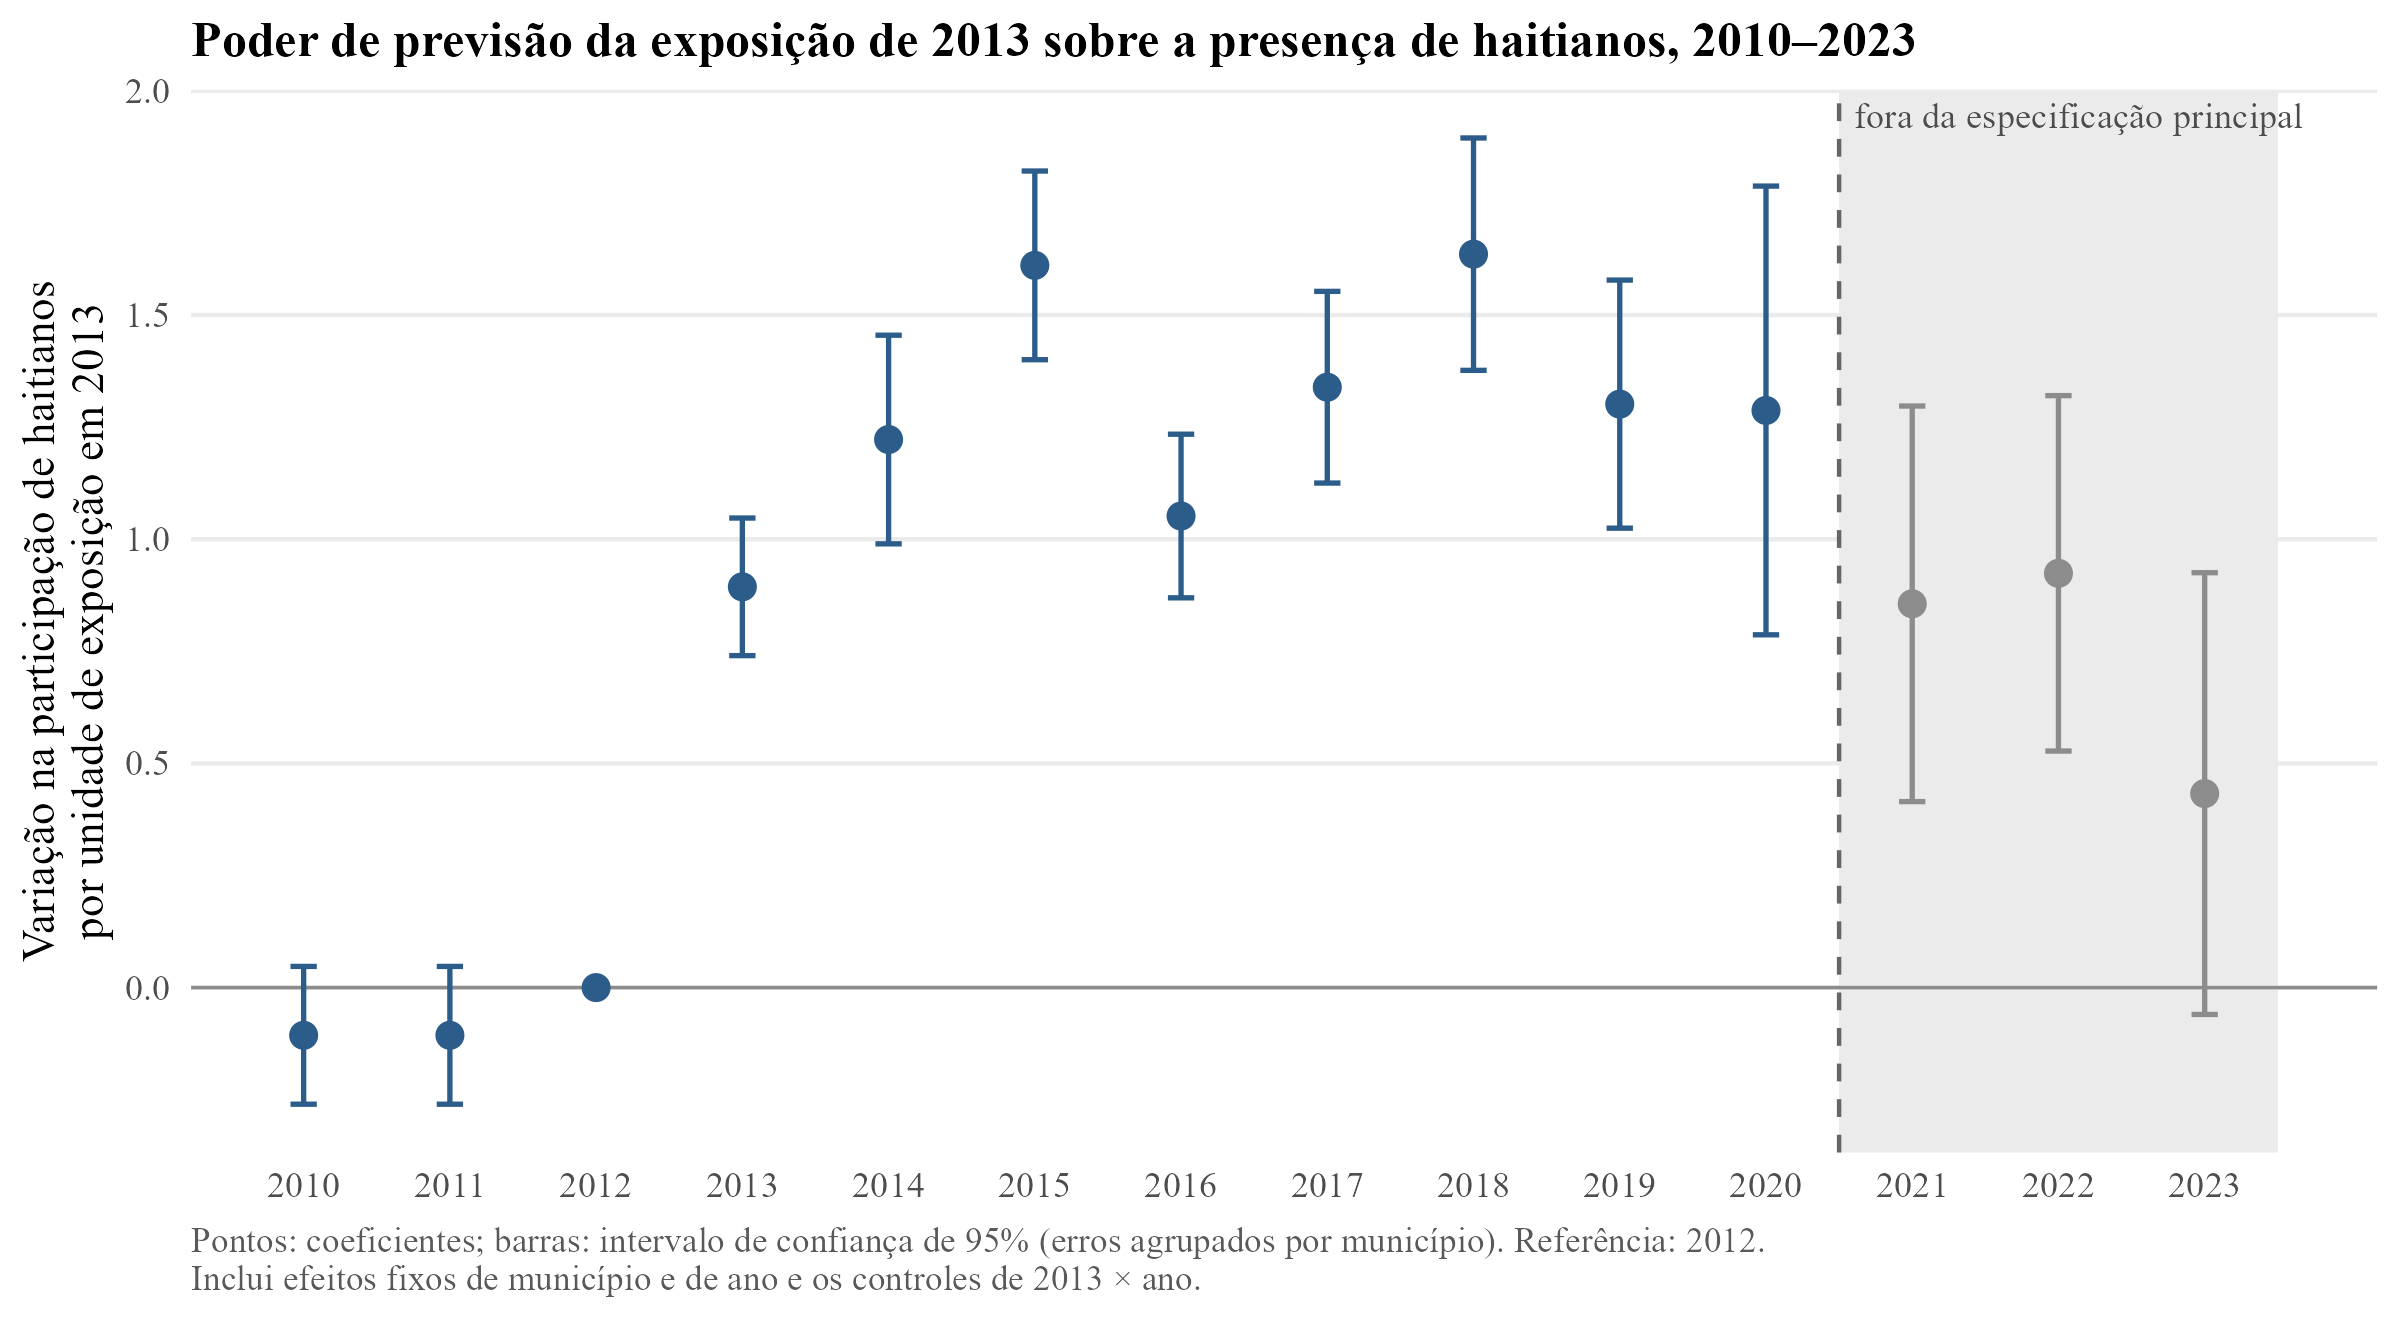 Poder de previsão da exposição de 2013 sobre a presença de haitianos, 2010–2023
Variação na participação de haitianos
por unidade de exposição em 2013
2.0
1.5
1.0
0.5
0.0
fora da especificação principal
2010 2011 2012 2013 2014 2015 2016 2017 2018 2019 2020 2021 2022 2023
Pontos: coeficientes; barras: intervalo de confiança de 95% (erros agrupados por município). Referência: 2012.
Inclui efeitos fixos de município e de ano e os controles de 2013 × ano.